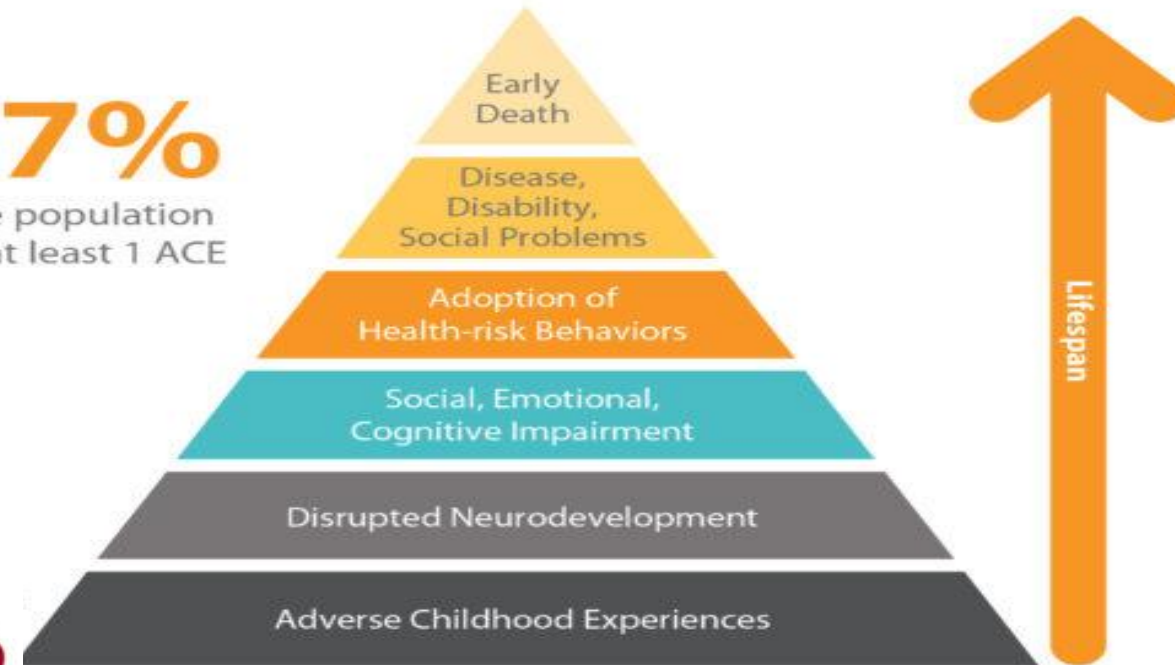 7%
population
at least 1 ACE
Early
Death
Disease,
Disability,
Social Problems
Adoption of
Health-risk Behaviors
Social, Emotional,
Cognitive Impairment
Disrupted Neurodevelopment
Adverse Childhood Experiences
Lifespan